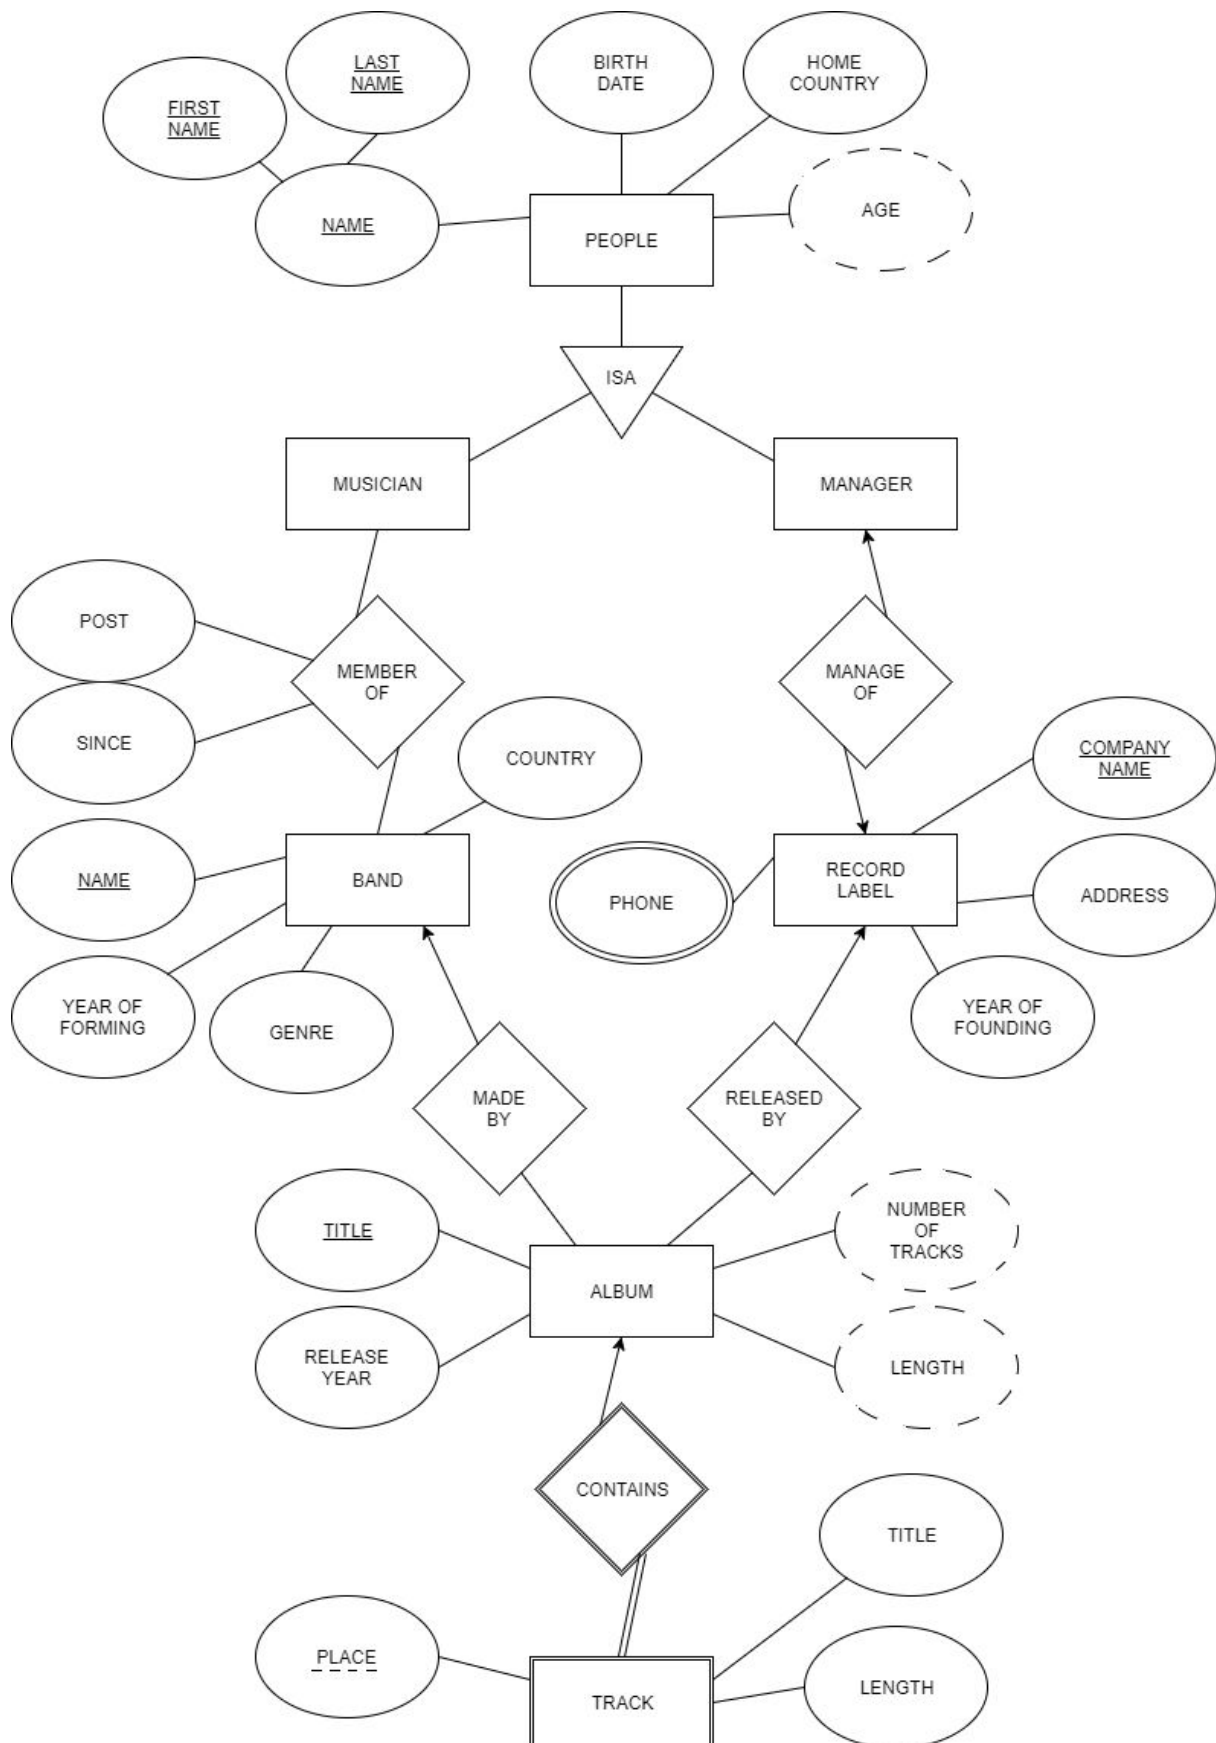 LAST
NAME
BIRTH
DATE
HOME
COUNTRY
FIRST
NAME
AGE
NAME
PEOPLE
ISA
MUSICIAN
MANAGER
POST
MEMBER
OF
MANAGE
OF
SINCE
COUNTRY
COMPANY
NAME
NAME
BAND
PHONE
RECORD
LABEL
ADDRESS
YEAR OF
FORMING
GENRE
YEAR OF
FOUNDING
MADE
BY
RELEASED
BY
TITLE
NUMBER
OF
TRACKS
ALBUM
RELEASE
YEAR
LENGTH
CONTAINS
TITLE
PLACE
TRACK
LENGTH